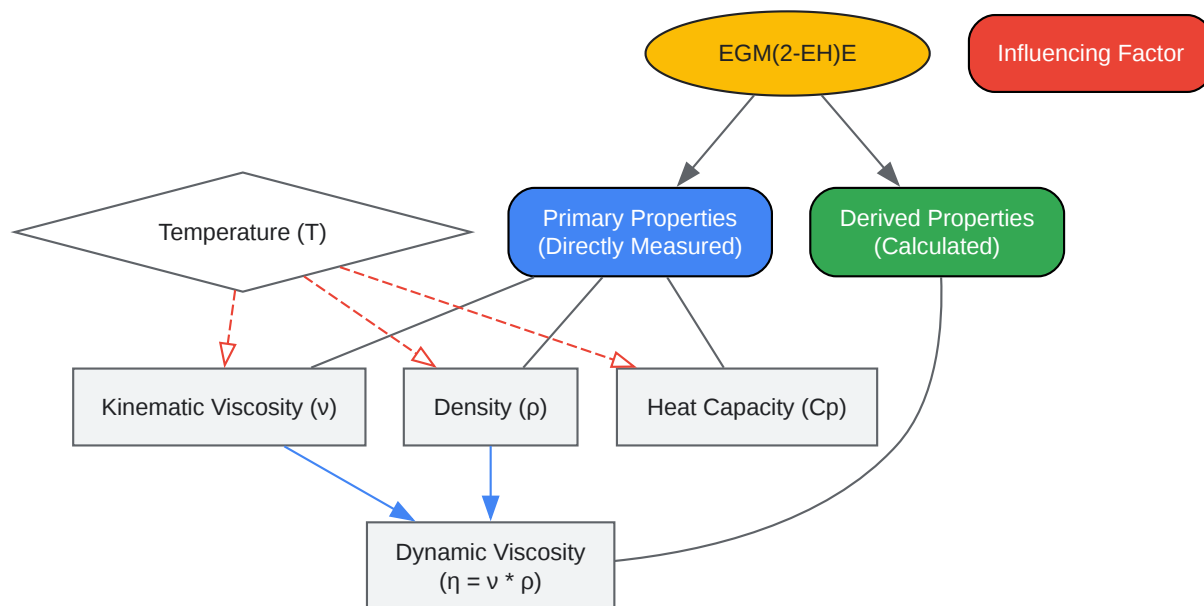 EGM(2-EH)E
Influencing Factor
Temperature (T)
Primary Properties
(Directly Measured)
Derived Properties
(Calculated)
Kinematic Viscosity (ν)
Density (ρ)
Heat Capacity (Cp)
Dynamic Viscosity
(η = ν * ρ)